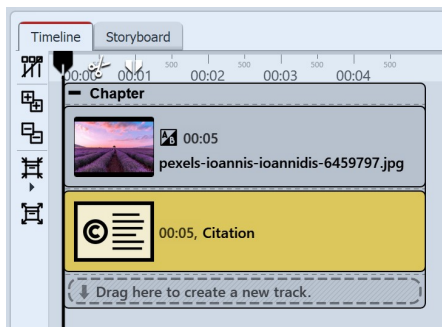 Timeline Storyboard
500 500 500 500
00:00 00:01 00:02 00:03 00:04
Chapter
A B 00:05
pexels-ioannis-ioannidis-6459797.jpg
© 00:05, Citation
Drag here to create a new track.